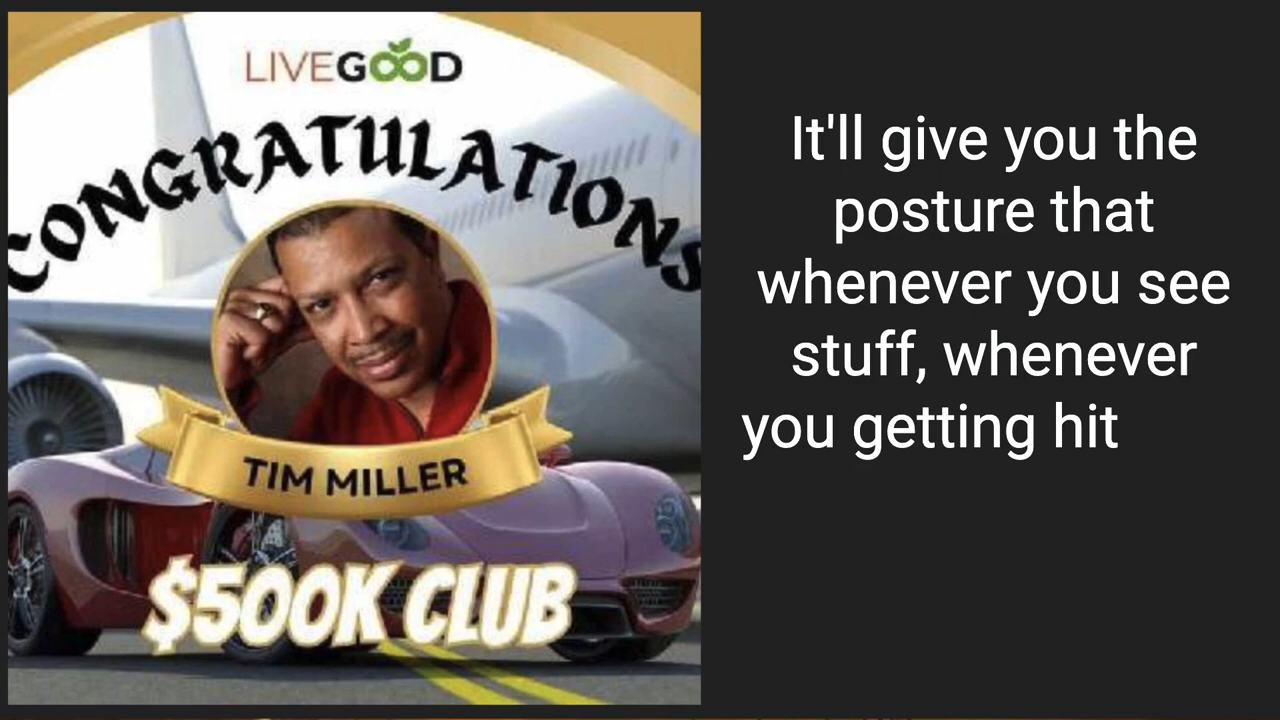 LIVEGOOD
CONGRATULATIONS
TIM MILLER
$500K CLUB
It'll give you the
posture that
whenever you see
stuff, whenever
you getting hit